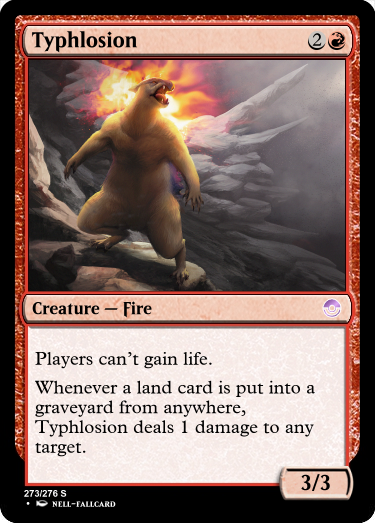 Typhlosion 2
Creature — Fire
Players can't gain life.
Whenever a land card is put into a
graveyard from anywhere,
Typhlosion deals 1 damage to any
target.
3/3
273/276 S
• NELL-FALLCARD